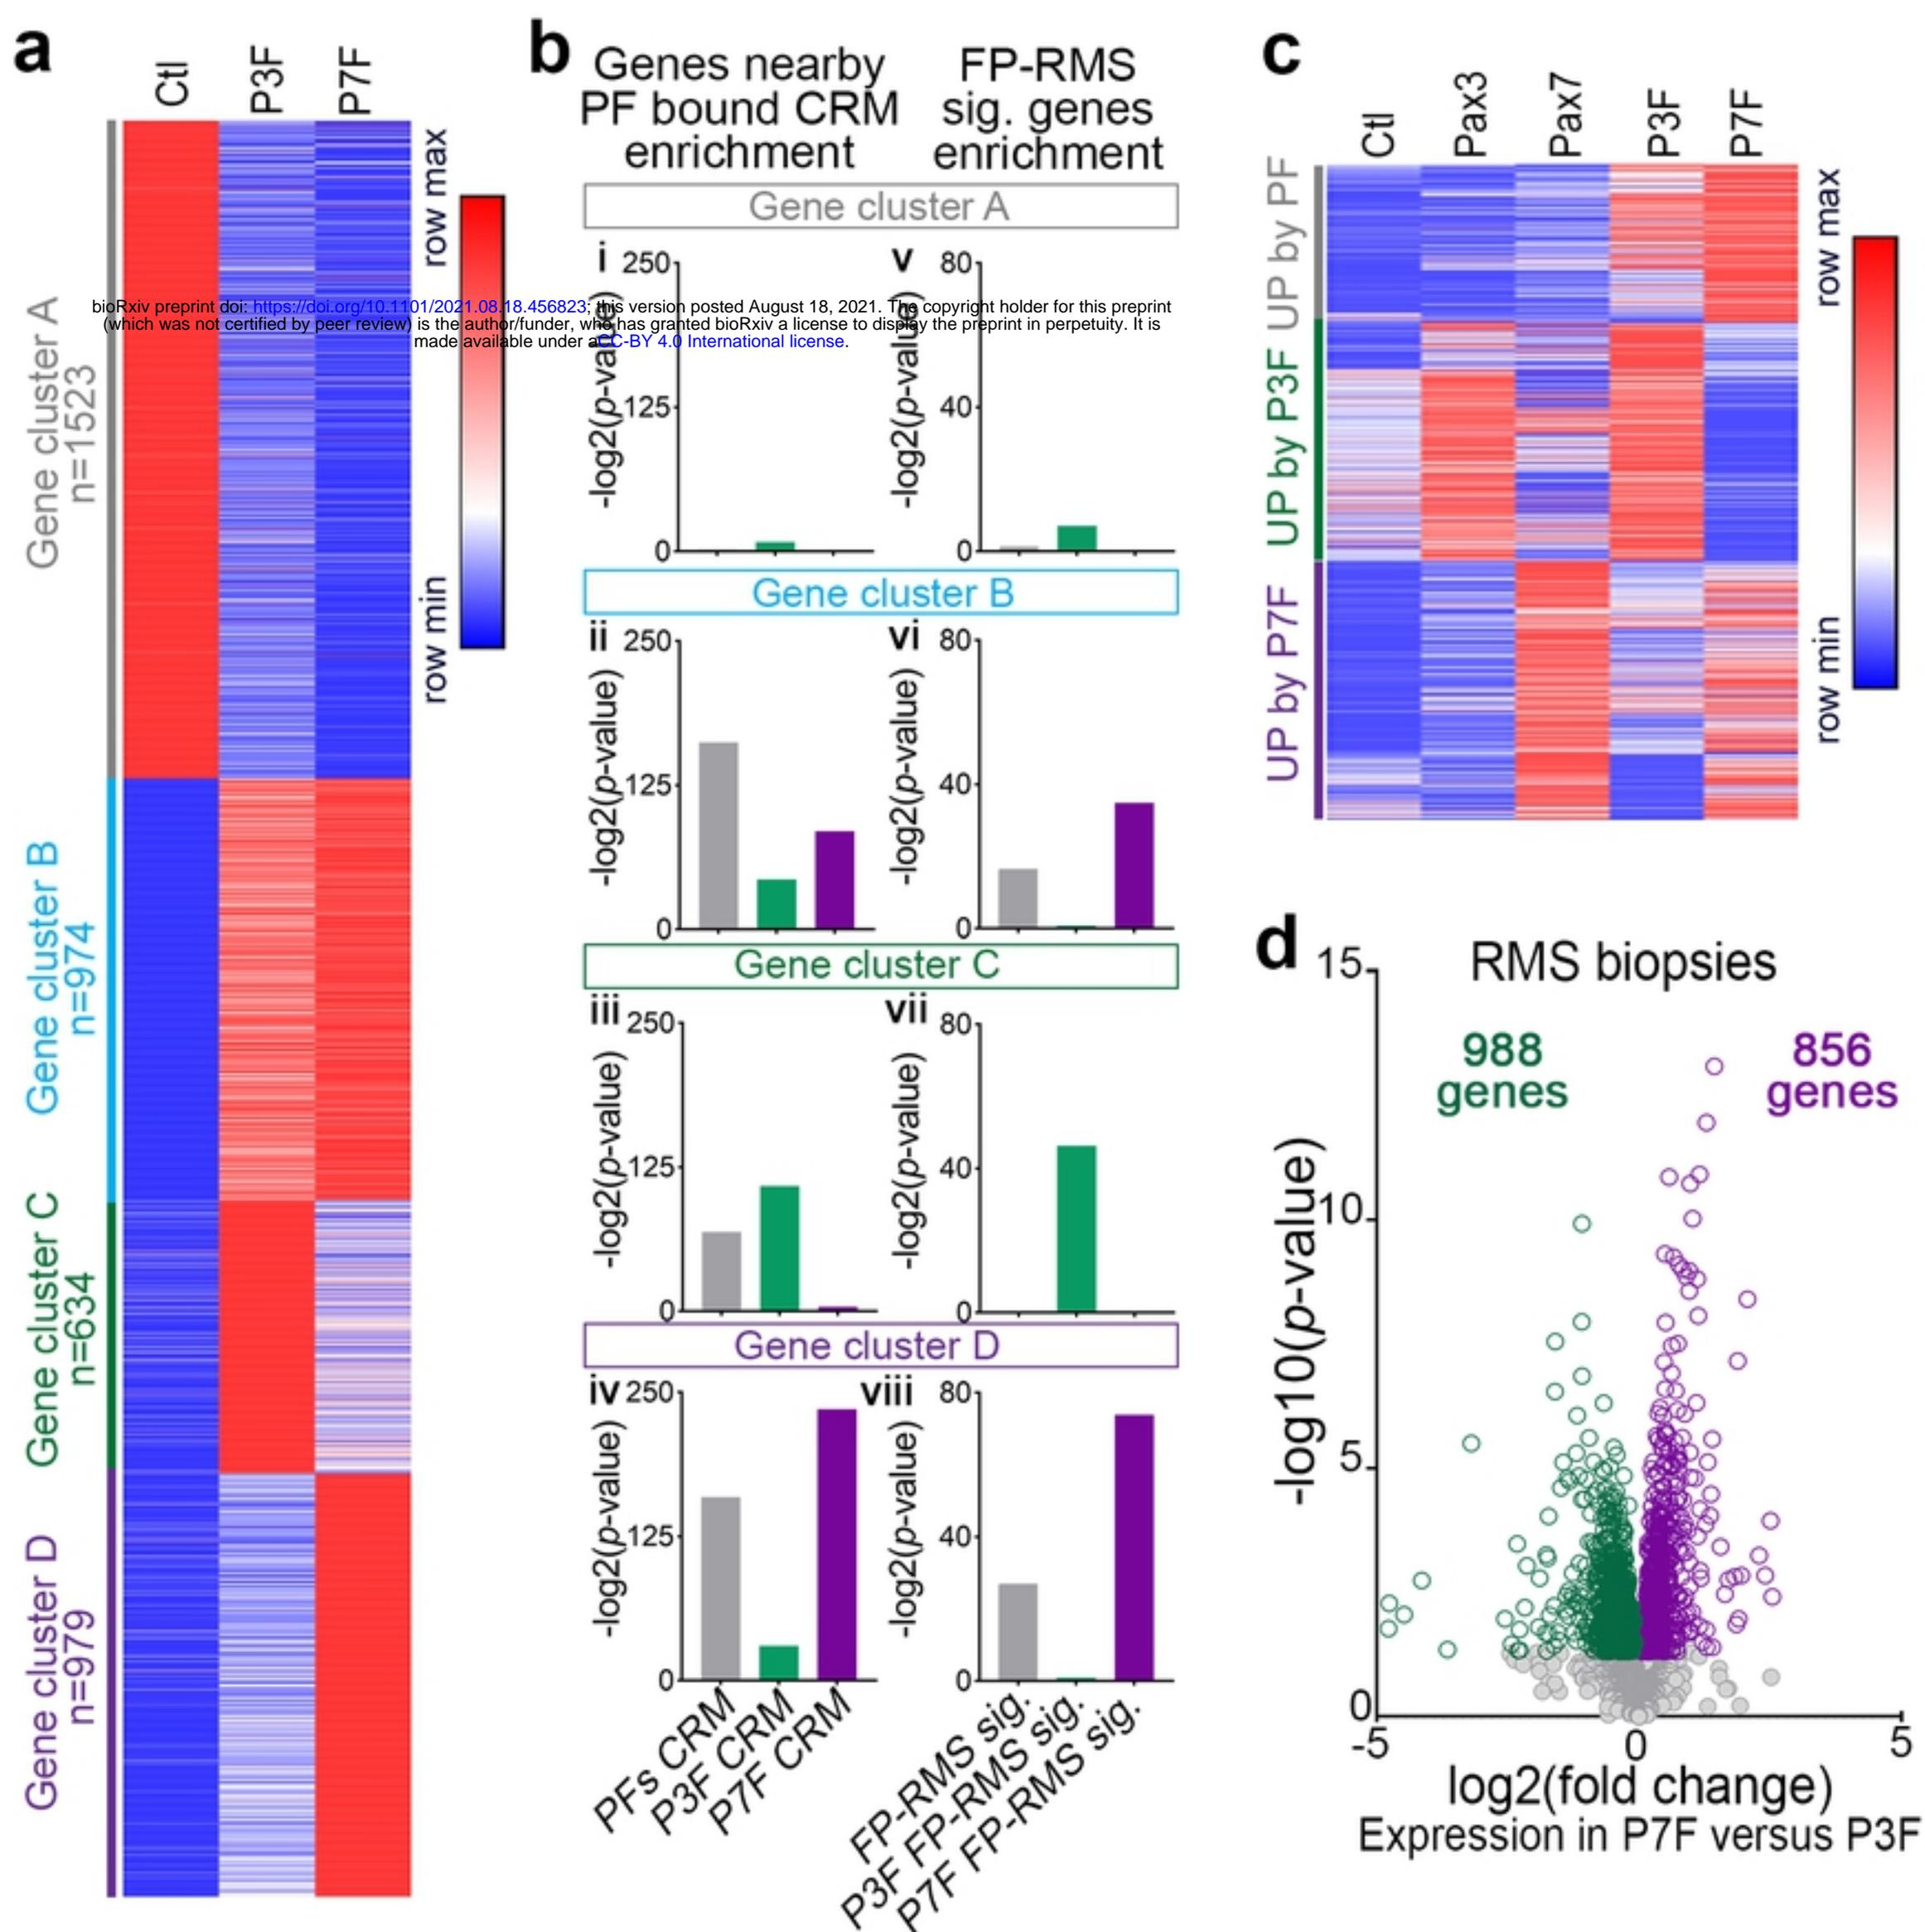 a
Ctl
P3F
P7F
Gene cluster A
n=1523
Gene cluster B
n=974
Gene cluster C
n=634
Gene cluster D
n=979
row max
row min
bioRxiv preprint doi: https://doi.org/10.1101/2021.08.18.456823; this version posted August 18, 2021. The copyright holder for this preprint
(which was not certified by peer review) is the author/funder, who has granted bioRxiv a license to display the preprint in perpetuity. It is
made available under aCC-BY 4.0 International license.
b
Genes nearby
PF bound CRM
enrichment
FP-RMS
sig. genes
enrichment
Gene cluster A
i
250
125
0
-log2(p-value)
v
80
40
0
-log2(p-value)
Gene cluster B
ii
250
125
0
-log2(p-value)
vi
80
40
0
-log2(p-value)
Gene cluster C
iii
250
125
0
-log2(p-value)
vii
80
40
0
-log2(p-value)
Gene cluster D
iv
250
125
0
-log2(p-value)
viii
80
40
0
-log2(p-value)
PFs CRM
P3F CRM
P7F CRM
FP-RMS sig.
P3F FP-RMS sig.
P7F FP-RMS sig.
c
Ctl
Pax3
Pax7
P3F
P7F
UP by PF
UP by P3F
UP by P7F
row max
row min
d
RMS biopsies
988
genes
856
genes
15
10
5
0
-log10(p-value)
-5
0
5
log2(fold change)
Expression in P7F versus P3F